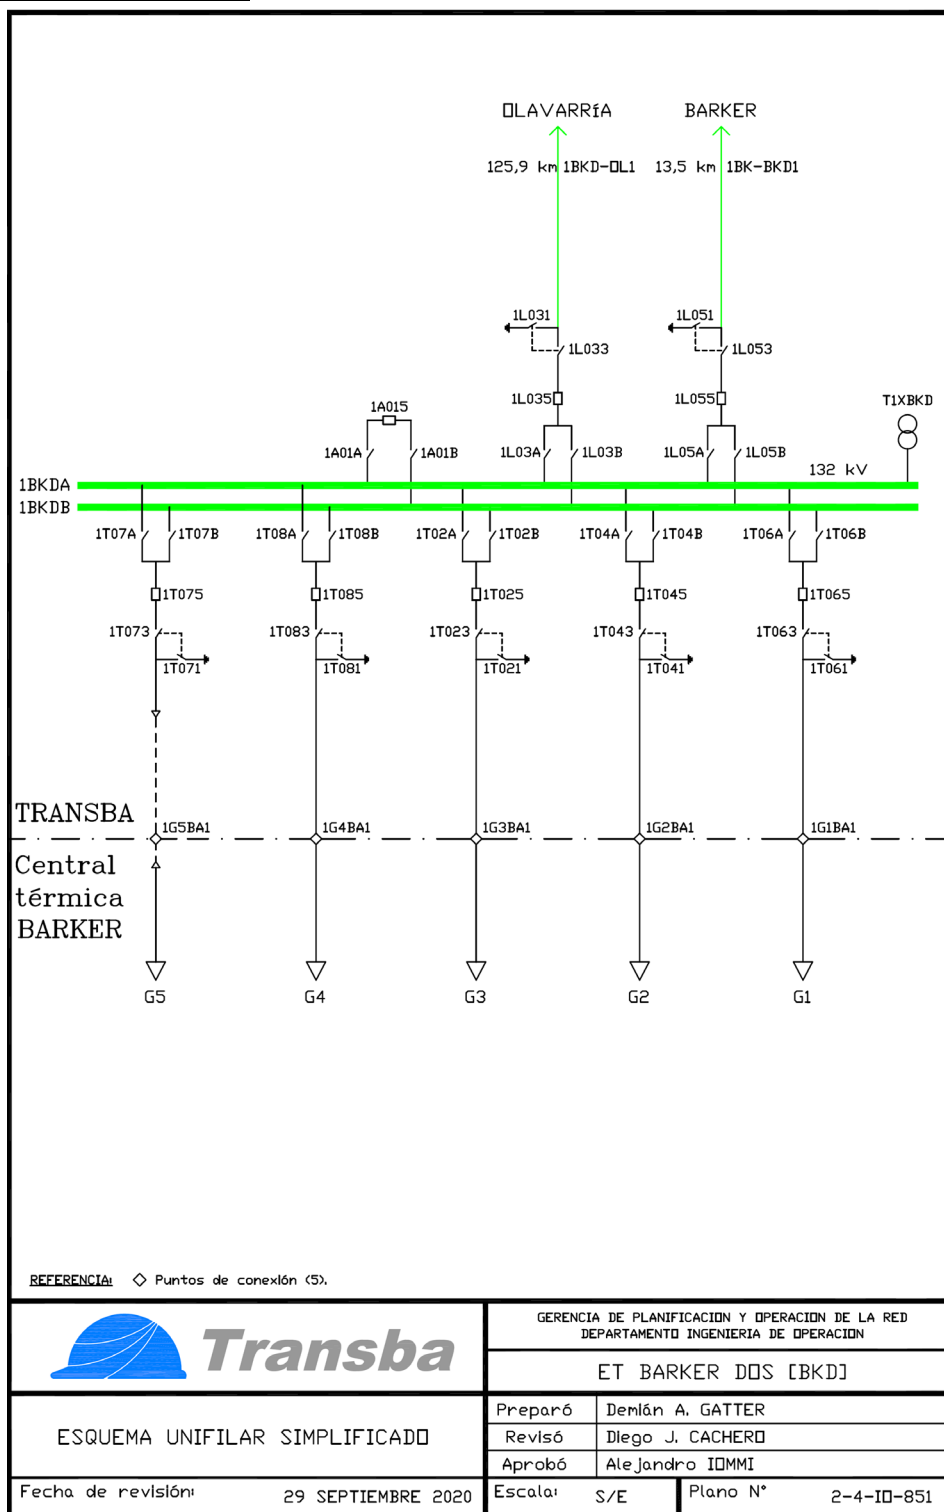 OLAVARRíA BARKER
125,9 km 1BKD-OL1 13,5 km 1BK-BKD1
1L031 1L051
1L033 1L053
1L035 1L055
1A015 T1XBKD
1A01A 1A01B 1L03A 1L03B 1L05A 1L05B
132 kV
1BKDA
1BKDB
1T07A 1T07B 1T08A 1T08B 1T02A 1T02B 1T04A 1T04B 1T06A 1T06B
1T075 1T085 1T025 1T045 1T065
1T073 1T083 1T023 1T043 1T063
1T071 1T081 1T021 1T041 1T061
TRANSBA
1G5BA1 1G4BA1 1G3BA1 1G2BA1 1G1BA1
Central
térmica
BARKER
G5 G4 G3 G2 G1
REFERENCIA: Puntos de conexión (5).
Transba
GERENCIA DE PLANIFICACION Y OPERACION DE LA RED
DEPARTAMENTO INGENIERIA DE OPERACION
ET BARKER DOS [BKD]
ESQUEMA UNIFILAR SIMPLIFICADO
Preparó Demián A. GATTER
Revisó Diego J. CACHERO
Aprobó Alejandro IOMMI
Fecha de revisión: 29 SEPTIEMBRE 2020
Escala: S/E
Plano N° 2-4-IO-851